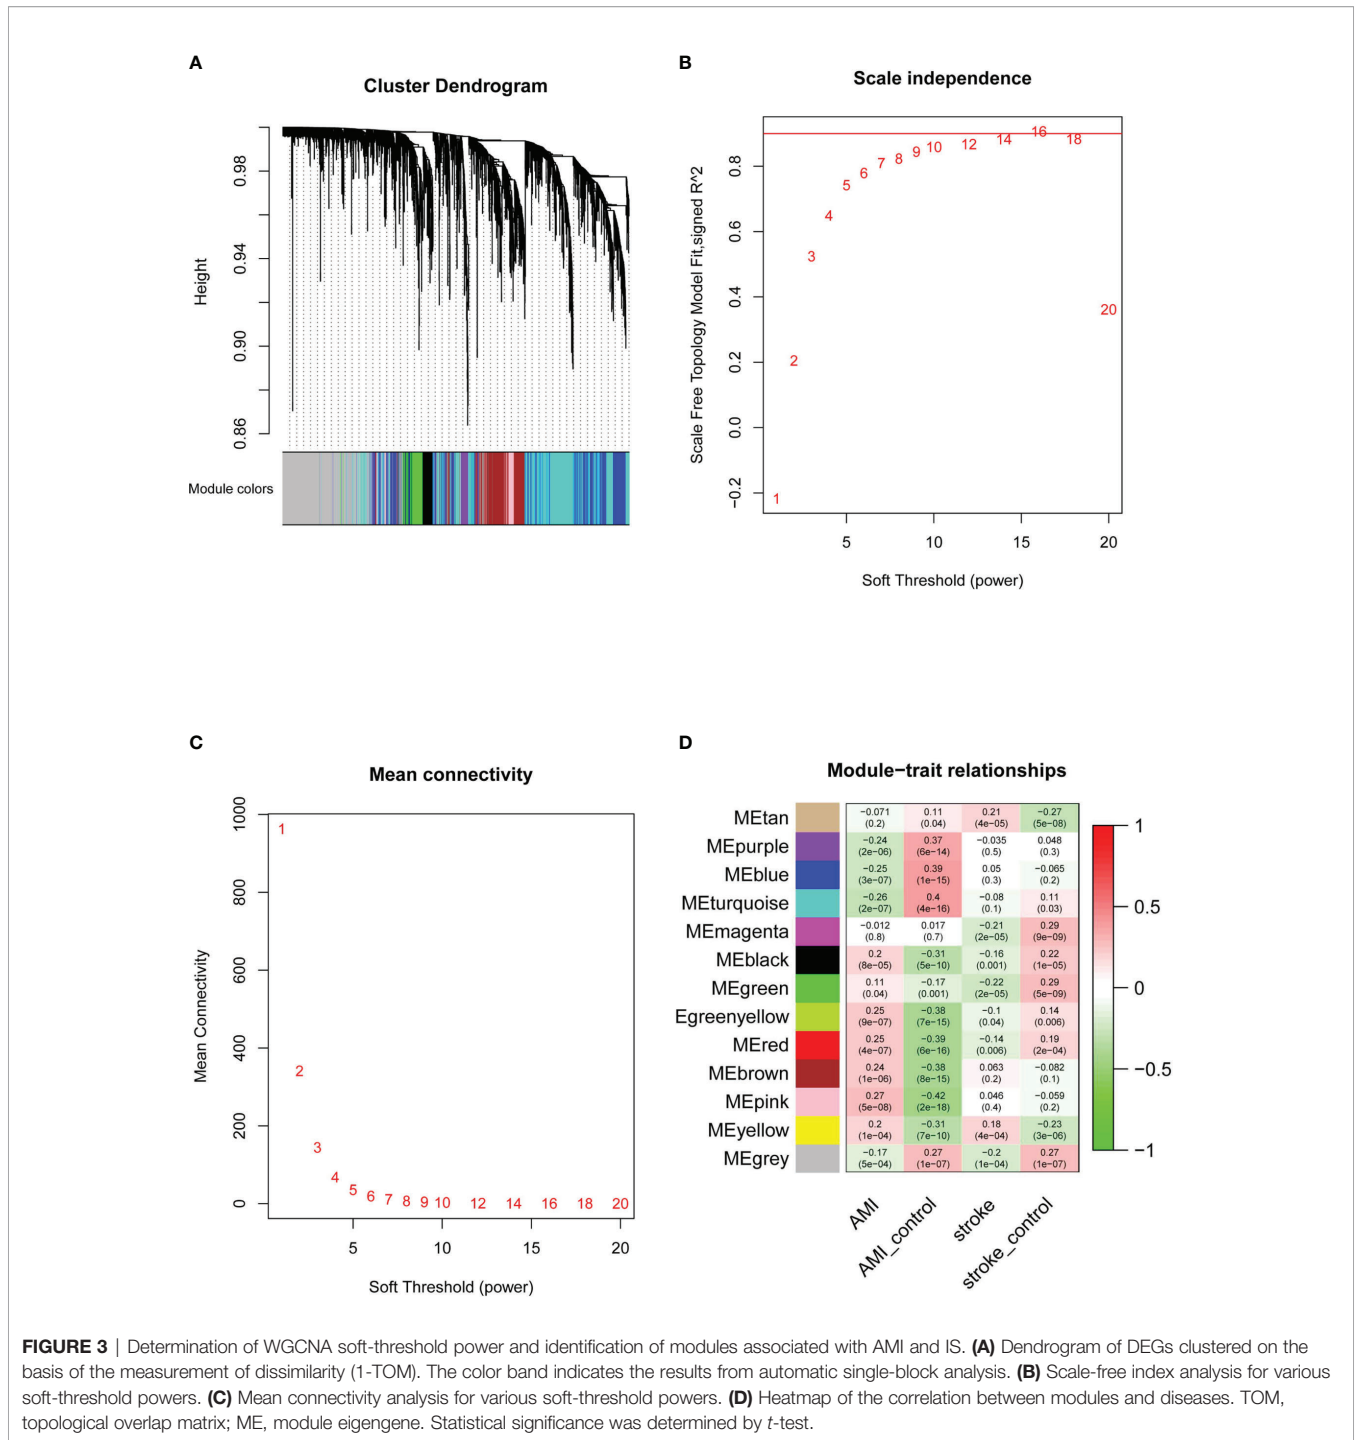 A
Cluster Dendrogram
Height
0.98
0.94
0.90
0.86
Module colors
B
Scale independence
Scale Free Topology Model Fit,signed R^2
0.8
0.6
0.4
0.2
0.0
−0.2
1
2
3
4
5
6
7
8
9
10
12
14
16
18
20
5
10
15
20
Soft Threshold (power)
C
Mean connectivity
Mean Connectivity
1000
800
600
400
200
0
1
2
3
4
5
6
7
8
9
10
12
14
16
18
20
5
10
15
20
Soft Threshold (power)
D
Module−trait relationships
MEtan
−0.071 0.11 0.21 −0.27
(0.2) (0.04) (4e−05) (5e−08)
MEpurple
−0.24 0.37 −0.035 0.048
(2e−06) (6e−14) (0.5) (0.3)
MEblue
−0.25 0.39 0.05 −0.065
(3e−07) (1e−15) (0.3) (0.2)
MEturquoise
−0.26 0.4 −0.08 0.11
(2e−07) (4e−16) (0.1) (0.03)
MEmagenta
−0.012 0.017 −0.21 0.29
(0.8) (0.7) (2e−05) (9e−09)
MEblack
0.2 −0.31 −0.16 0.22
(8e−05) (5e−10) (0.001) (1e−05)
MEgreen
0.11 −0.17 −0.22 0.29
(0.04) (0.001) (2e−05) (5e−09)
Egreenyellow
0.25 −0.38 −0.1 0.14
(9e−07) (7e−15) (0.04) (0.006)
MEred
0.25 −0.39 −0.14 0.19
(4e−07) (6e−16) (0.006) (2e−04)
MEbrown
0.24 −0.38 0.063 −0.082
(1e−06) (8e−15) (0.2) (0.1)
MEpink
0.27 −0.42 0.046 −0.059
(5e−08) (2e−18) (0.4) (0.2)
MEyellow
0.2 −0.31 0.18 −0.23
(1e−04) (7e−10) (4e−04) (3e−06)
MEgrey
−0.17 0.27 −0.2 0.27
(5e−04) (1e−07) (1e−04) (1e−07)
AMI
AMI_control
stroke
stroke_control
1
0.5
0
−0.5
−1
FIGURE 3 | Determination of WGCNA soft-threshold power and identification of modules associated with AMI and IS. (A) Dendrogram of DEGs clustered on the
basis of the measurement of dissimilarity (1-TOM). The color band indicates the results from automatic single-block analysis. (B) Scale-free index analysis for various
soft-threshold powers. (C) Mean connectivity analysis for various soft-threshold powers. (D) Heatmap of the correlation between modules and diseases. TOM,
topological overlap matrix; ME, module eigengene. Statistical significance was determined by t-test.